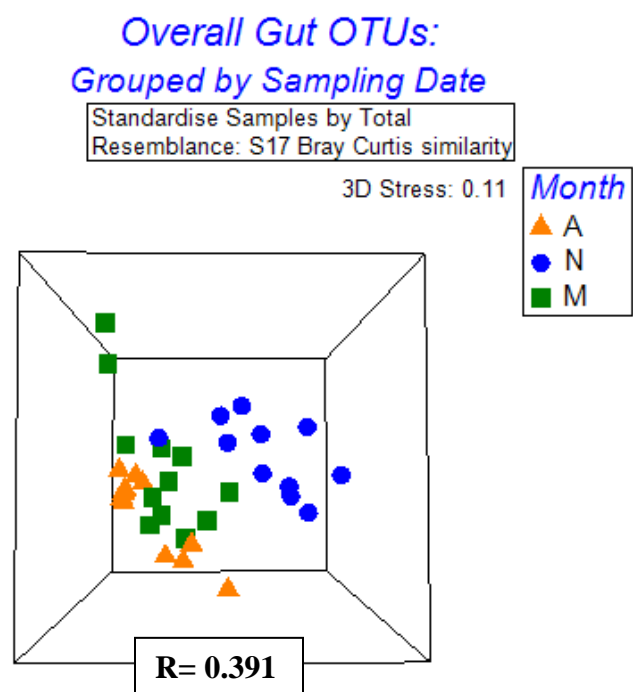 Overall Gut OTUs:
Grouped by Sampling Date
Standardise Samples by Total
Resemblance: S17 Bray Curtis similarity
3D Stress: 0.11
Month
A
N
M
R= 0.391